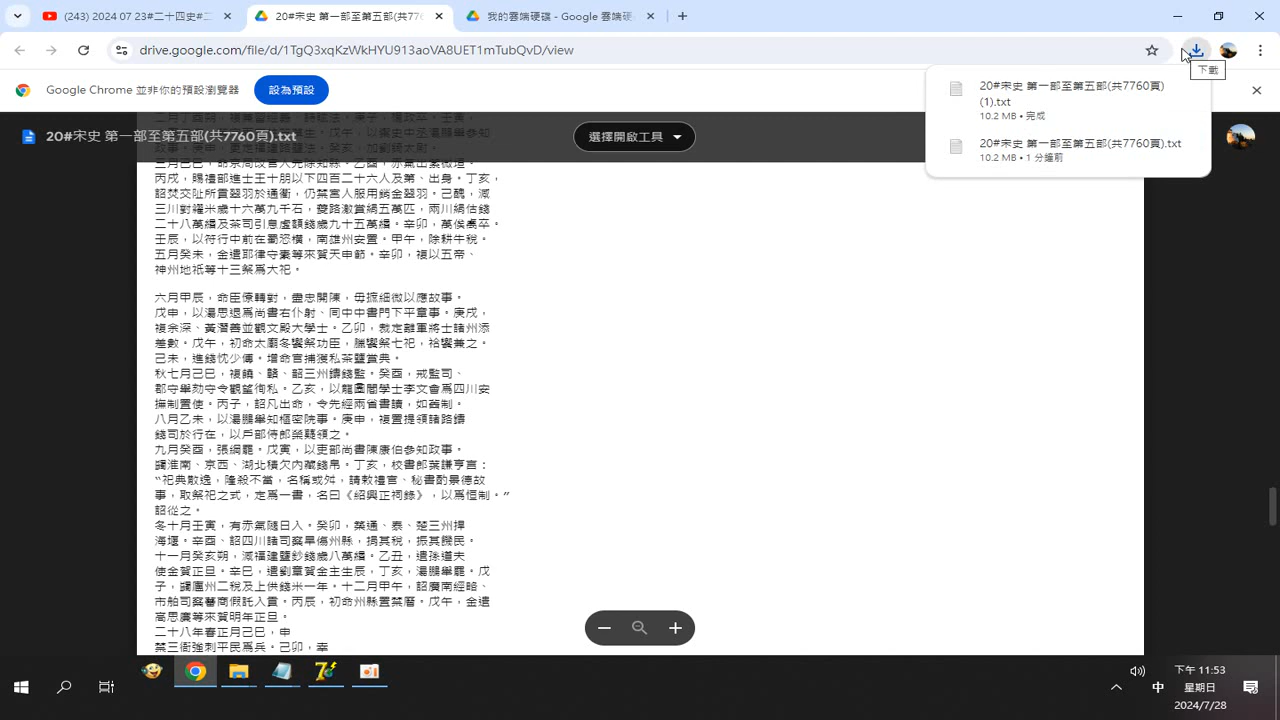 (243) 2024 07 23#二十四史#二
20#宋史 第一部至第五部(共776
我的雲端硬碟 - Google 雲端硬
drive.google.com/file/d/1TgQ3xqKzWkHYU913aoVA8UET1mTubQvD/view
下載
Google Chrome 並非你的預設瀏覽器
設為預設
20#宋史 第一部至第五部(共7760頁)
(1).txt
10.2 MB • 完成
20#宋史 第一部至第五部(共7760頁).txt
10.2 MB • 1 分鐘前
20#宋史 第一部至第五部(共7760頁).txt
選擇開啟工具
丙戌，賜禮部進士王十朋以下四百二十六人及第、出身。丁亥，
詔焚交阯所貢翠羽於通衢，仍禁宮人服用銷金翠羽。己醜，減
三川對糴米歲十六萬九千石，夔路激賞絹五萬匹，兩川絹估錢
二十八萬緡及茶司引息虛額錢歲九十五萬緡。辛卯，萬俟卨卒。
壬辰，以符行中前在蜀恣橫，南雄州安置。甲午，除耕牛稅。
五月癸未，金遣耶律守素等來賀天申節。辛卯，複以五帝、
神州地祇等十三祭爲大祀。
六月甲辰，命臣僚轉對，盡忠開陳，毋摭細微以應故事。
戊申，以湯思退爲尚書右仆射、同中中書門下平章事。庚戌，
複余深、黃潛善並觀文殿大學士。乙卯，裁定離軍將士諸州添
差數。戊午，初命太廟冬饗祭功臣，臘饗祭七祀，祫饗兼之。
己未，進錢忱少傅。增命官捕獲私茶鹽賞典。
秋七月己巳，複饒、贛、韶三州鑄錢監。癸酉，戒監司、
郡守舉劾守令觀望徇私。乙亥，以龍圖閣學士李文會爲四川安
撫制置使。丙子，詔凡出命，令先經兩省書讀，如舊制。
八月乙未，以湯鵬舉知樞密院事。庚申，複置提領諸路鑄
錢司於行在，以戶部侍郎榮薿領之。
九月癸酉，張綱罷。戊寅，以吏部尚書陳康伯參知政事。
蠲淮南、京西、湖北積欠內藏錢帛。丁亥，校書郎葉謙亨言：
“祀典散逸，隆殺不當，名稱或舛，請敕禮官、秘書酌景德故
事，取祭祀之式，定爲一書，名曰《紹興正祠錄》，以爲恒制。”
詔從之。
冬十月壬寅，有赤氣隨日入。癸卯，築通、泰、楚三州捍
海堰。辛酉、詔四川諸司察旱傷州縣，捐其稅，振其饑民。
十一月癸亥朔，減福建鹽鈔錢歲八萬緡。乙丑，遣孫道夫
使金賀正旦。辛巳，遣劉章賀金主生辰，丁亥，湯鵬舉罷。戊
子，蠲廬州二稅及上供錢米一年。十二月甲午，詔廣南經略、
市舶司察蕃商假託入貢。丙辰，初命州縣置禁曆。戊午，金遣
高思廉等來賀明年正旦。
二十八年春正月己巳，申
禁三衙強刺平民爲兵。己卯，幸
中
下午 11:53
星期日
2024/7/28